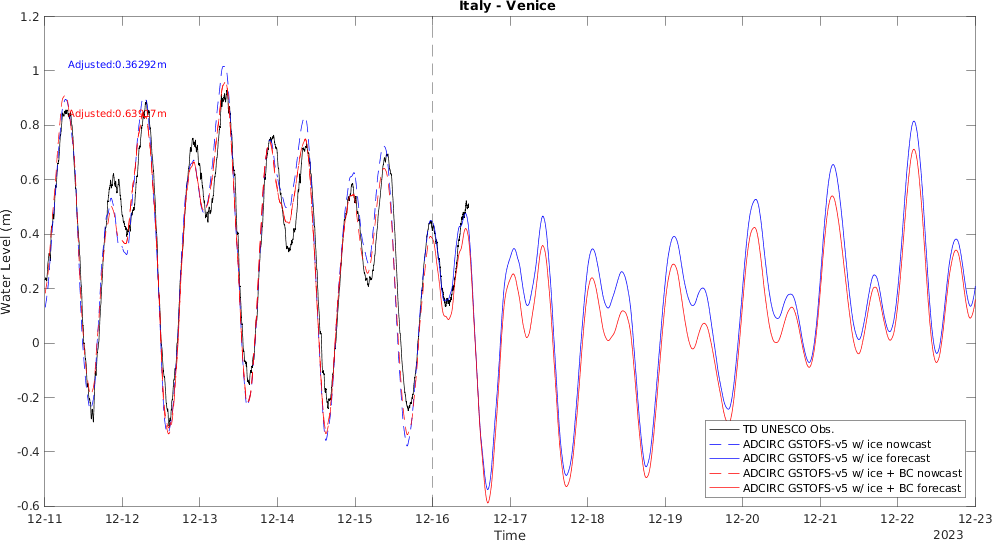 Italy - Venice
Adjusted:0.36292m
Water Level (m)
1.2
1
0.8
0.6
0.4
0.2
0
-0.2
-0.4
-0.6
12-11
12-12
12-13
12-14
12-15
12-16
12-17
12-18
12-19
12-20
12-21
12-22
12-23
Time
2023
TD UNESCO Obs.
ADCIRC GSTOFS-v5 w/ ice nowcast
ADCIRC GSTOFS-v5 w/ ice forecast
ADCIRC GSTOFS-v5 w/ ice + BC nowcast
ADCIRC GSTOFS-v5 w/ ice + BC forecast